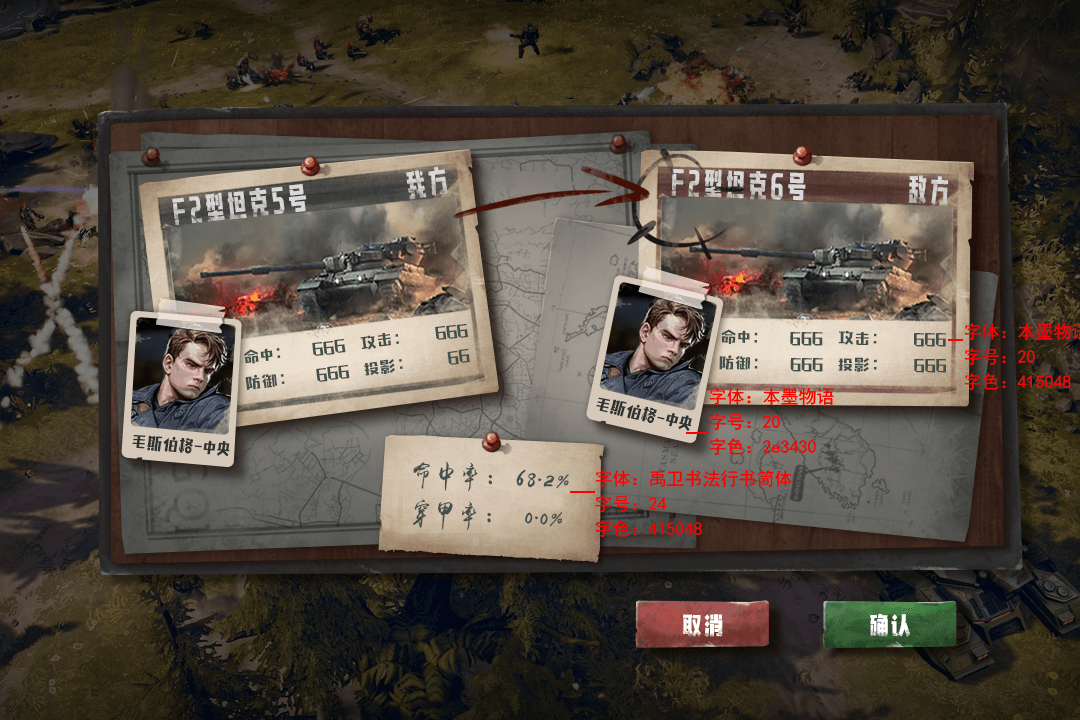 F2型坦克5号 我方
命中： 666 攻击： 666
防御： 666 投影： 66
毛斯伯格-中央
F2型坦克6号 敌方
命中： 666 攻击： 666
防御： 666 投影： 666
毛斯伯格-中央
字体：本墨物语
字号：20
字色：415048
字体：本墨物语
字号：20
字色：2e3430
命中率： 68.2%
穿甲率： 0.0%
字体：禹卫书法行书简体
字号：24
字色：415048
取消
确认